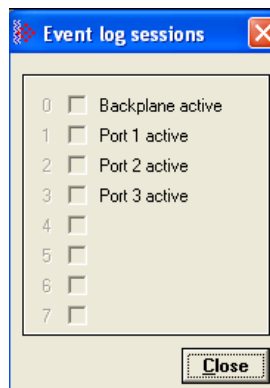 Event log sessions
0 Backplane active
1 Port 1 active
2 Port 2 active
3 Port 3 active
4
5
6
7
Close